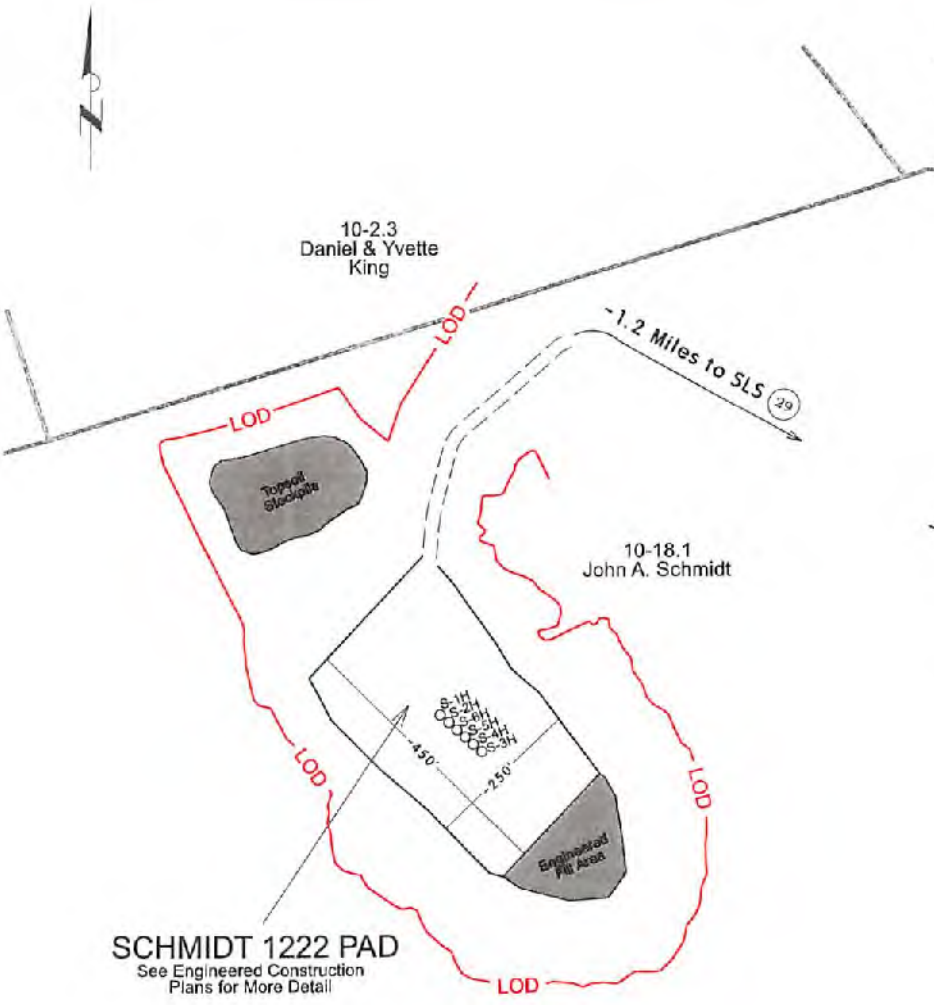 N
10-2.3
Daniel & Yvette
King
LOD
~1.2 Miles to SLS 29
LOD
Topsoil
Stockpile
10-18.1
John A. Schmidt
S-1H
S-2H
S-6H
S-5H
S-4H
S-3H
~450'
~250'
LOD
LOD
Engineered
Fill Area
SCHMIDT 1222 PAD
See Engineered Construction
Plans for More Detail
LOD